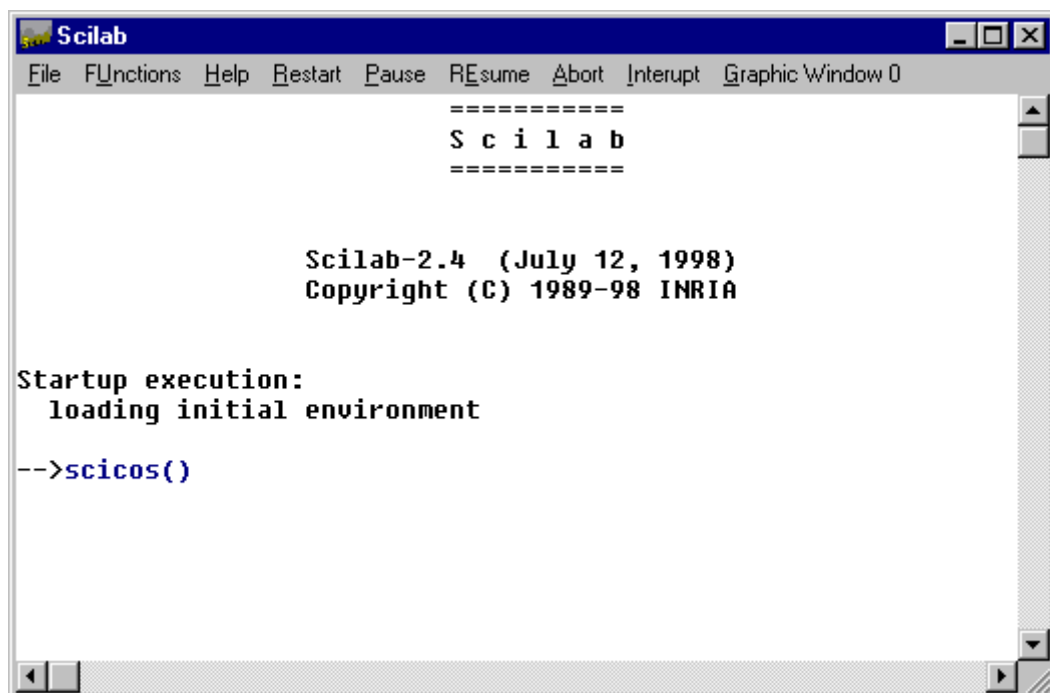 Scilab
File FUnctions Help Restart Pause REsume Abort Interupt Graphic Window 0
===========
S c i l a b
===========
Scilab-2.4 (July 12, 1998)
Copyright (C) 1989-98 INRIA
Startup execution:
loading initial environment
-->scicos()